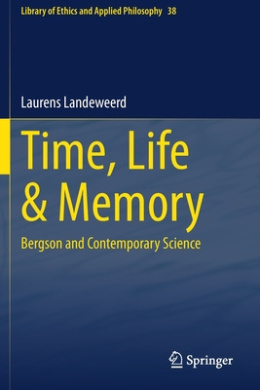 Library of Ethics and Applied Philosophy 38
Laurens Landeweerd
Time, Life
& Memory
Bergson and Contemporary Science
Springer